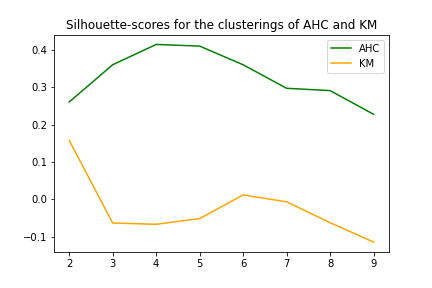 Silhouette-scores for the clusterings of AHC and KM
AHC
KM
0.4
0.3
0.2
0.1
0.0
−0.1
2 3 4 5 6 7 8 9